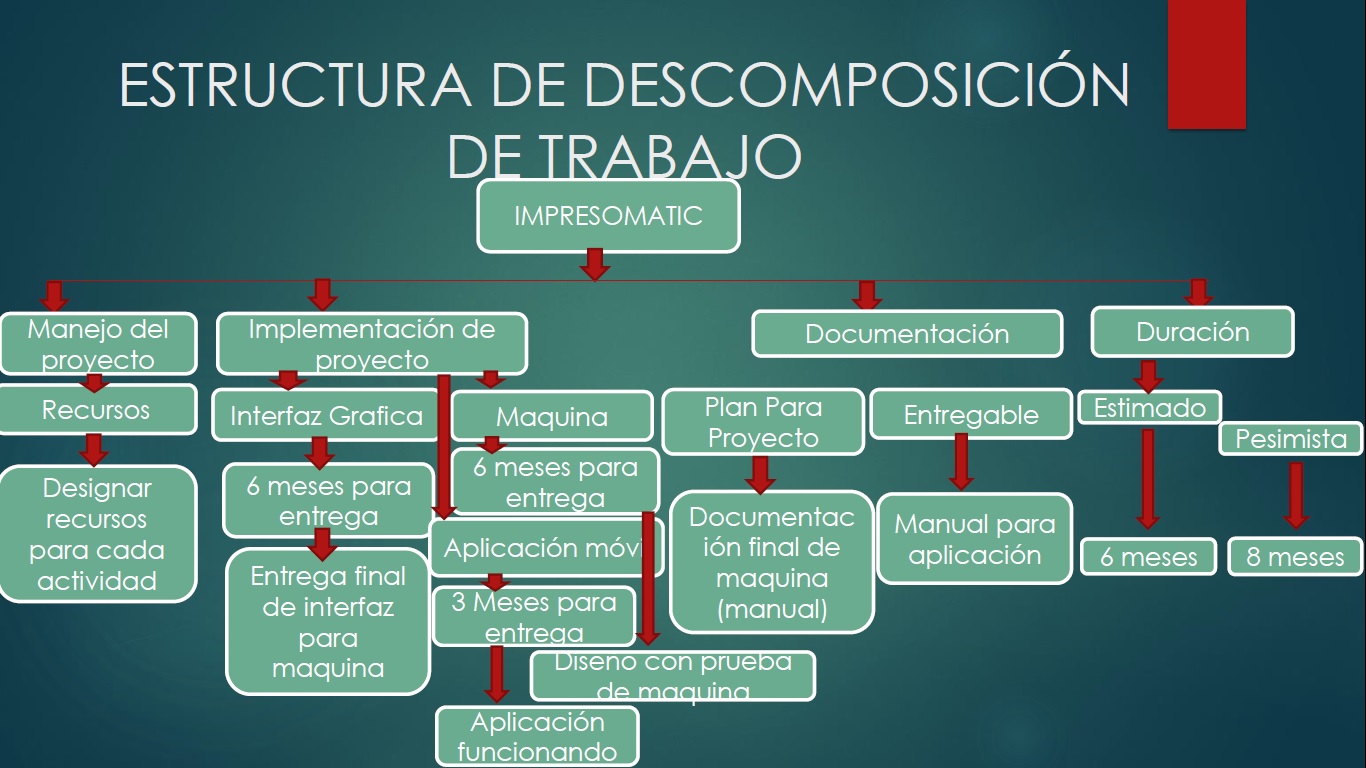 ESTRUCTURA DE DESCOMPOSICIÓN
DE TRABAJO
IMPRESOMATIC
Manejo del
proyecto
Recursos
Designar
recursos
para cada
actividad
Implementación de
proyecto
Interfaz Grafica
6 meses para
entrega
Entrega final
de interfaz
para
maquina
Maquina
6 meses para
entrega
Aplicación móvi
3 Meses para
entrega
Diseño con prueba
de maquina
Aplicación
funcionando
Documentación
Plan Para
Proyecto
Documentac
ión final de
maquina
(manual)
Entregable
Manual para
aplicación
Duración
Estimado
Pesimista
6 meses
8 meses